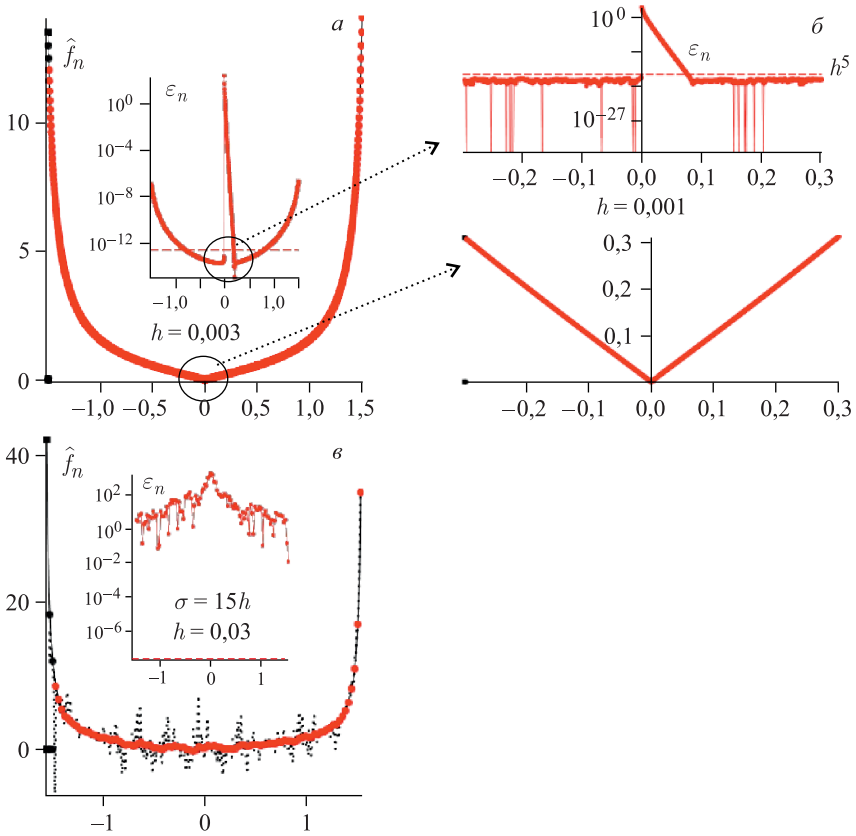 а
f̂ₙ
10
5
0
–1,0 –0,5 0 0,5 1,0 1,5
εₙ
10⁰
10⁻⁴
10⁻⁸
10⁻¹²
–1,0 0 1,0
h = 0,003
б
10⁰
εₙ
h⁵
10⁻²⁷
–0,2 –0,1 0,0 0,1 0,2 0,3
h = 0,001
0,3
0,2
0,1
–0,2 –0,1 0,0 0,1 0,2 0,3
в
f̂ₙ
40
20
0
–1 0 1
εₙ
10²
10⁰
10⁻²
10⁻⁴
10⁻⁶
σ = 15h
h = 0,03
–1 0 1